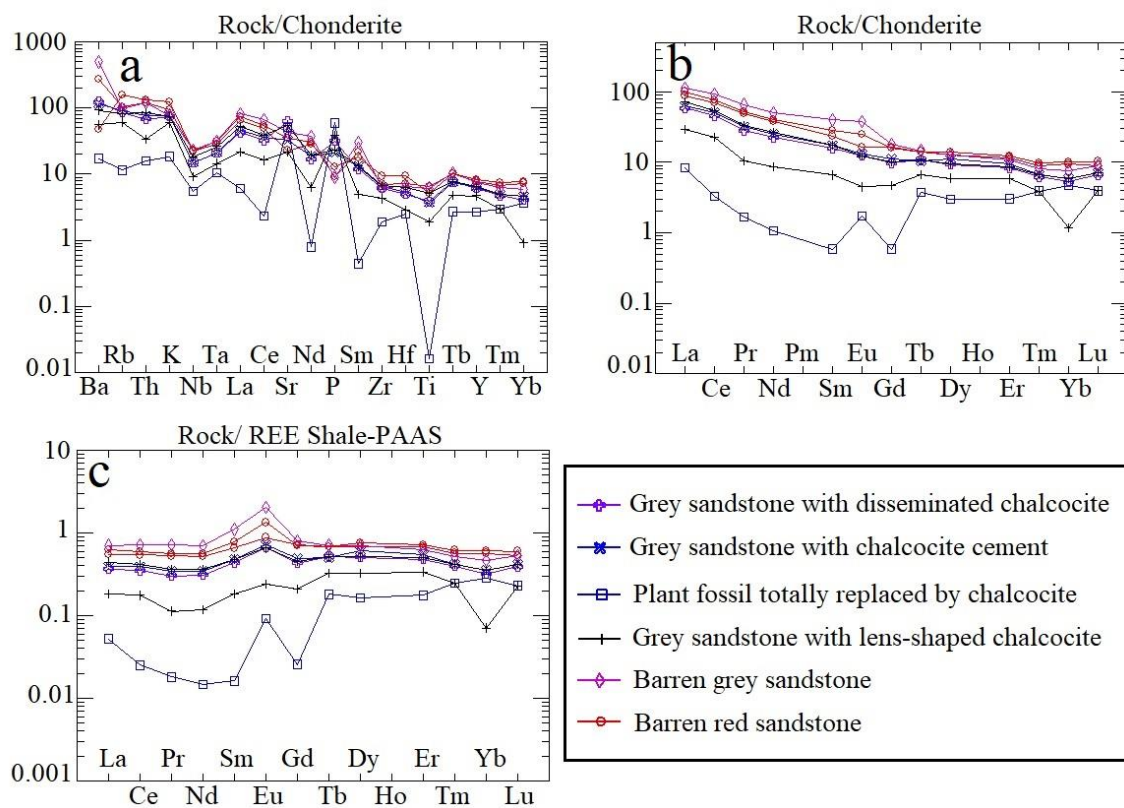 Rock/Chonderite
a
1000
100
10
1
0.1
0.01
Rb K Ta Ce Nd Sm Hf Tb Tm
Ba Th Nb La Sr P Zr Ti Y Yb
Rock/Chonderite
b
100
10
1
0.1
0.01
La Pr Pm Eu Tb Ho Tm Lu
Ce Nd Sm Gd Dy Er Yb
Rock/ REE Shale-PAAS
c
10
1
0.1
0.01
0.001
La Pr Sm Gd Dy Er Yb
Ce Nd Eu Tb Ho Tm Lu
Grey sandstone with disseminated chalcocite
Grey sandstone with chalcocite cement
Plant fossil totally replaced by chalcocite
Grey sandstone with lens-shaped chalcocite
Barren grey sandstone
Barren red sandstone